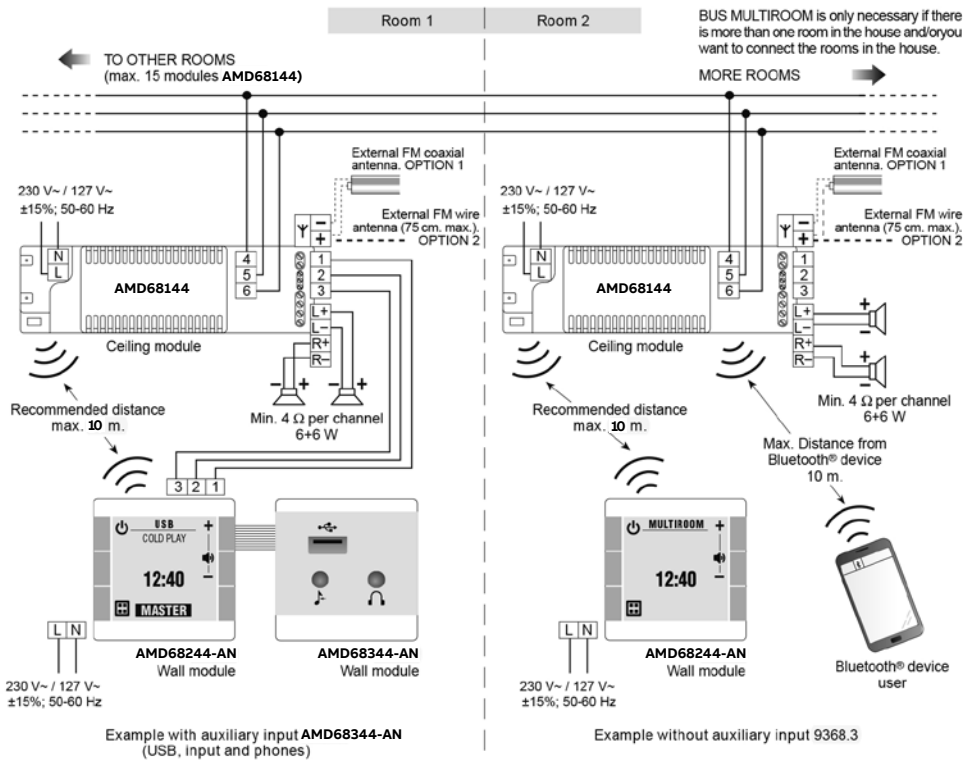 Room 1
Room 2
BUS MULTIROOM is only necessary if there
is more than one room in the house and/oryou
want to connect the rooms in the house.
TO OTHER ROOMS
(max. 15 modules AMD68144)
MORE ROOMS
External FM coaxial
antenna. OPTION 1
230 V~ / 127 V~
±15%; 50-60 Hz
External FM wire
antenna (75 cm. max.).
OPTION 2
–
+
N
L
AMD68144
4
5
6
1
2
3
L+
L–
R+
R–
Ceiling module
– +
– +
Min. 4 Ω per channel
6+6 W
Recommended distance
max. 10 m.
3 2 1
USB
COLD PLAY
+
–
12:40
MASTER
L N
AMD68244-AN
Wall module
AMD68344-AN
Wall module
230 V~ / 127 V~
±15%; 50-60 Hz
Example with auxiliary input AMD68344-AN
(USB, input and phones)
External FM coaxial
antenna. OPTION 1
230 V~ / 127 V~
±15%; 50-60 Hz
External FM wire
antenna (75 cm. max.).
OPTION 2
–
+
N
L
AMD68144
4
5
6
1
2
3
L+
L–
R+
R–
+
–
+
–
Ceiling module
Min. 4 Ω per channel
6+6 W
Recommended distance
max. 10 m.
Max. Distance from
Bluetooth® device
10 m.
MULTIROOM
+
–
12:40
L N
AMD68244-AN
Wall module
230 V~ / 127 V~
±15%; 50-60 Hz
Bluetooth® device
user
Example without auxiliary input 9368.3